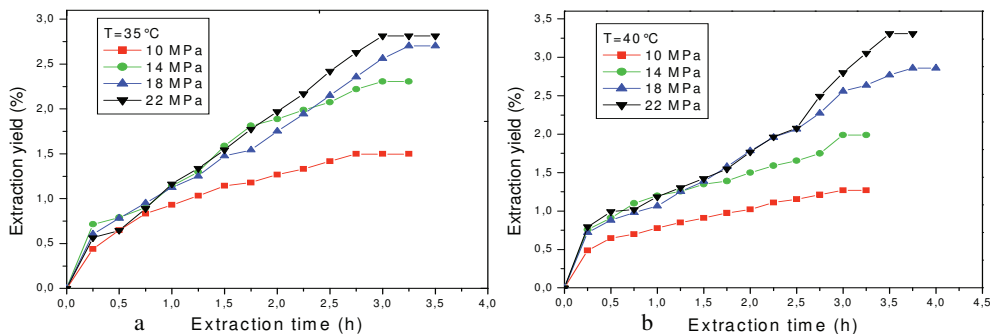 T=35°C
10 MPa
14 MPa
18 MPa
22 MPa
Extraction yield (%)
3,0
2,5
2,0
1,5
1,0
0,5
0,0
0,0 0,5 1,0 1,5 2,0 2,5 3,0 3,5 4,0
a Extraction time (h)
T=40°C
10 MPa
14 MPa
18 MPa
22 MPa
Extraction yield (%)
3,5
3,0
2,5
2,0
1,5
1,0
0,5
0,0
0,0 0,5 1,0 1,5 2,0 2,5 3,0 3,5 4,0 4,5
b Extraction time (h)